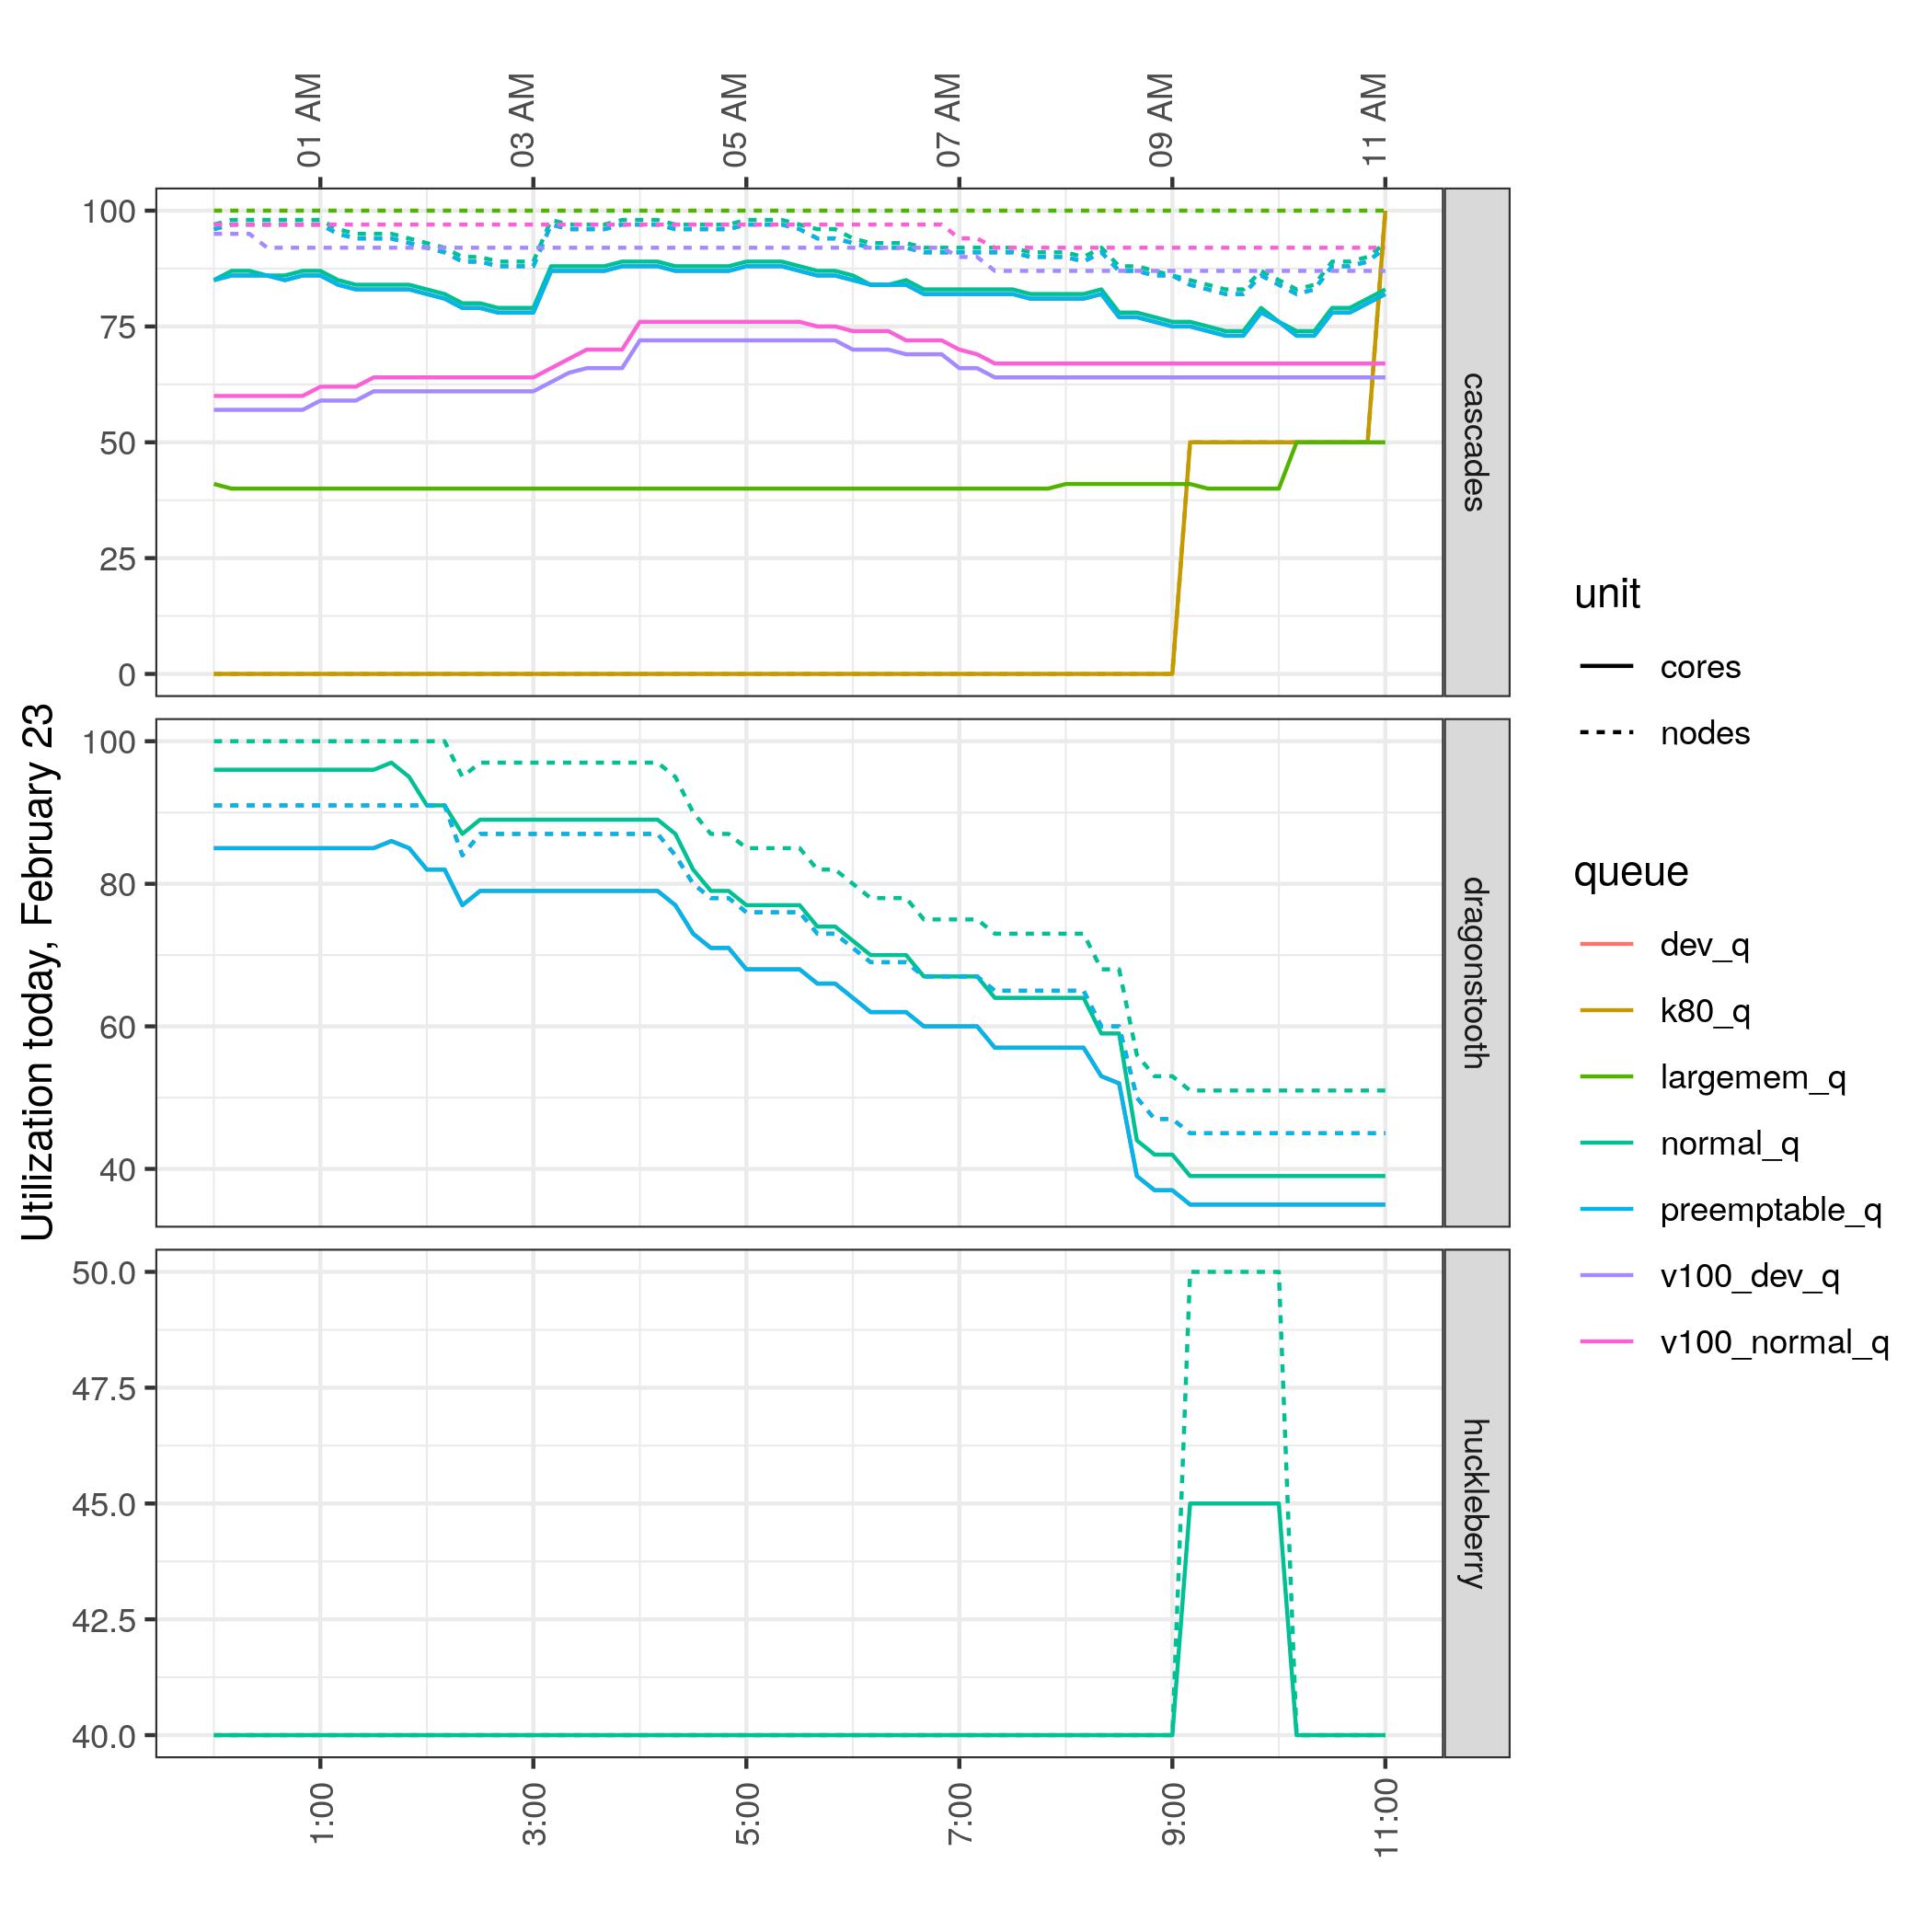 01 AM
03 AM
05 AM
07 AM
09 AM
11 AM
Utilization today, February 23
100
75
50
25
0
cascades
100
80
60
40
dragonstooth
50.0
47.5
45.0
42.5
40.0
huckleberry
1:00
3:00
5:00
7:00
9:00
11:00
unit
cores
nodes
queue
dev_q
k80_q
largemem_q
normal_q
preemptable_q
v100_dev_q
v100_normal_q